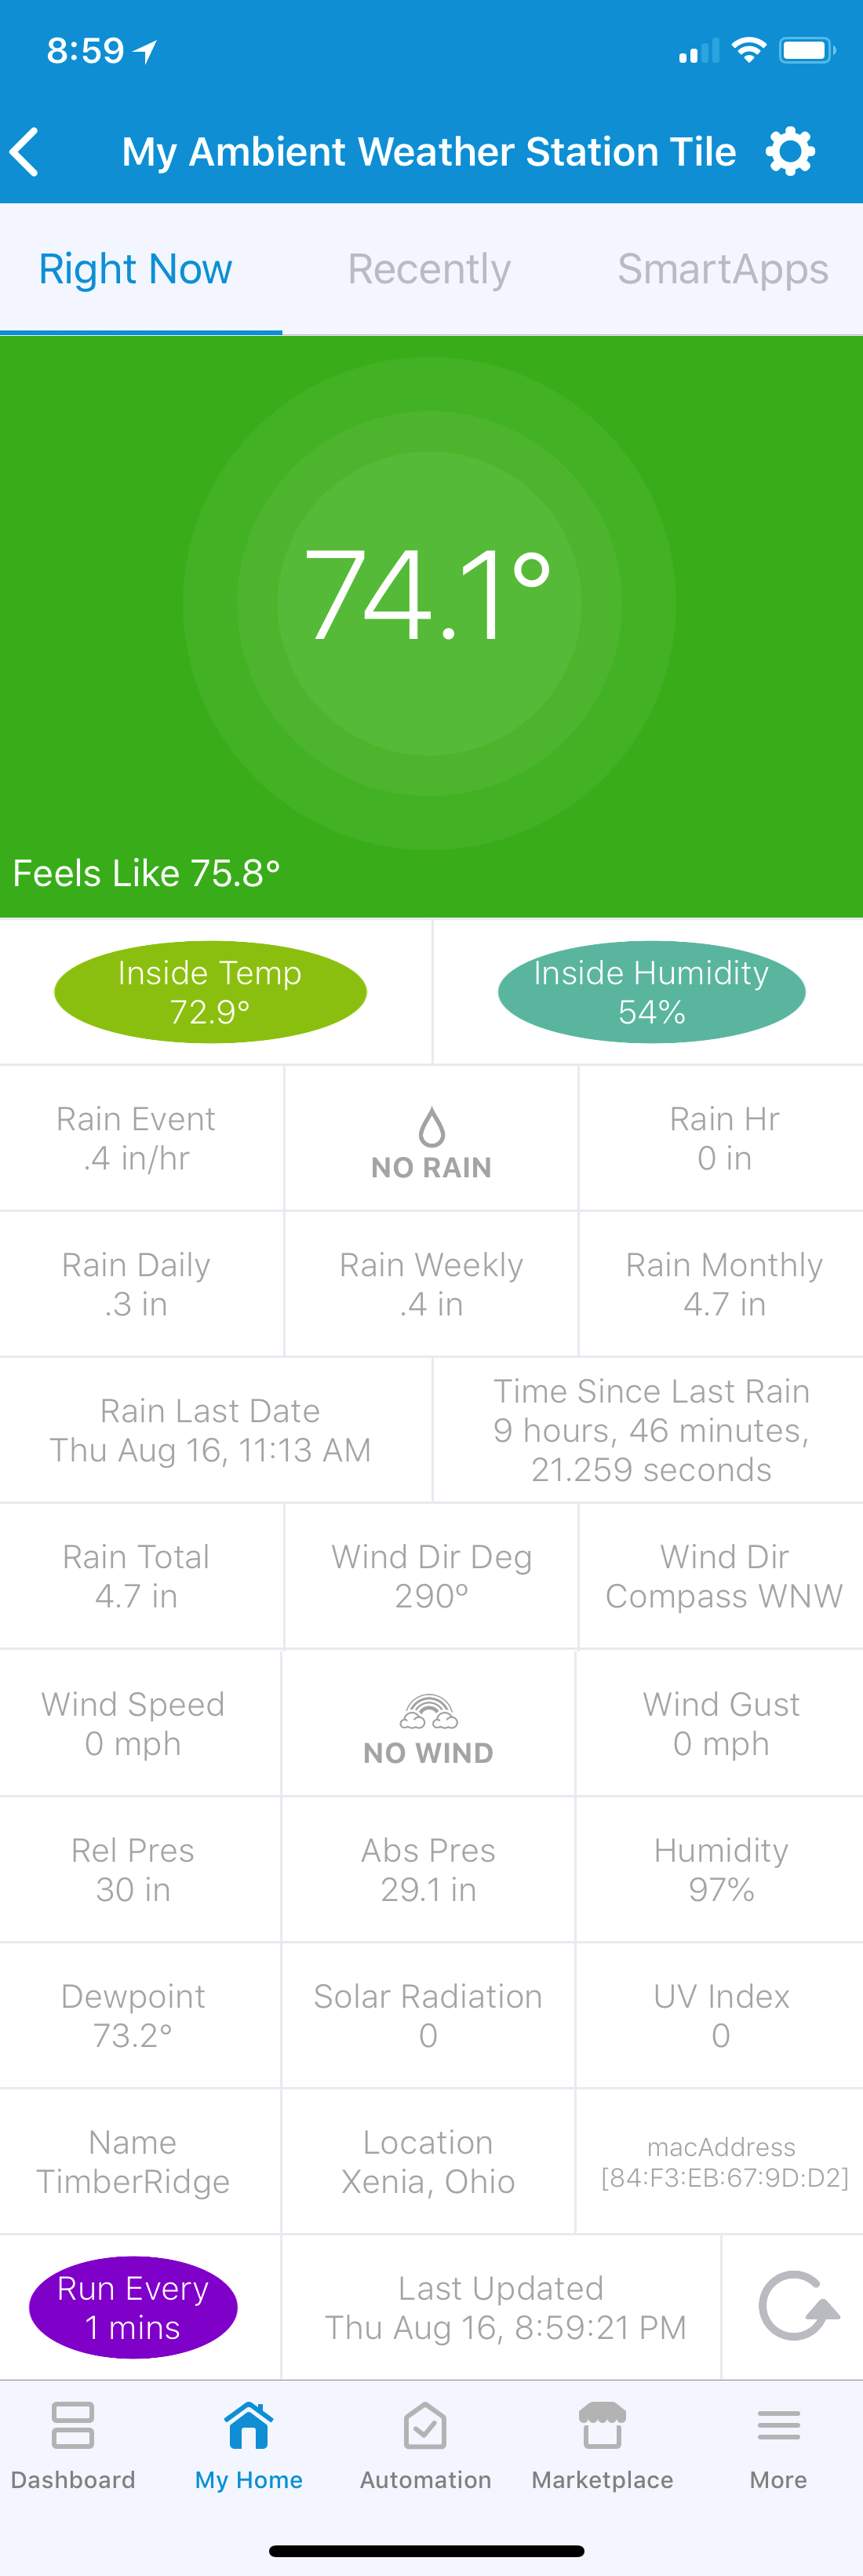 8:59
My Ambient Weather Station Tile
Right Now
Recently
SmartApps
74.1°
Feels Like 75.8°
Inside Temp
72.9°
Inside Humidity
54%
Rain Event
.4 in/hr
NO RAIN
Rain Hr
0 in
Rain Daily
.3 in
Rain Weekly
.4 in
Rain Monthly
4.7 in
Rain Last Date
Thu Aug 16, 11:13 AM
Time Since Last Rain
9 hours, 46 minutes,
21.259 seconds
Rain Total
4.7 in
Wind Dir Deg
290º
Wind Dir
Compass WNW
Wind Speed
0 mph
NO WIND
Wind Gust
0 mph
Rel Pres
30 in
Abs Pres
29.1 in
Humidity
97%
Dewpoint
73.2°
Solar Radiation
0
UV Index
0
Name
TimberRidge
Location
Xenia, Ohio
macAddress
[84:F3:EB:67:9D:D2]
Run Every
1 mins
Last Updated
Thu Aug 16, 8:59:21 PM
Dashboard
My Home
Automation
Marketplace
More